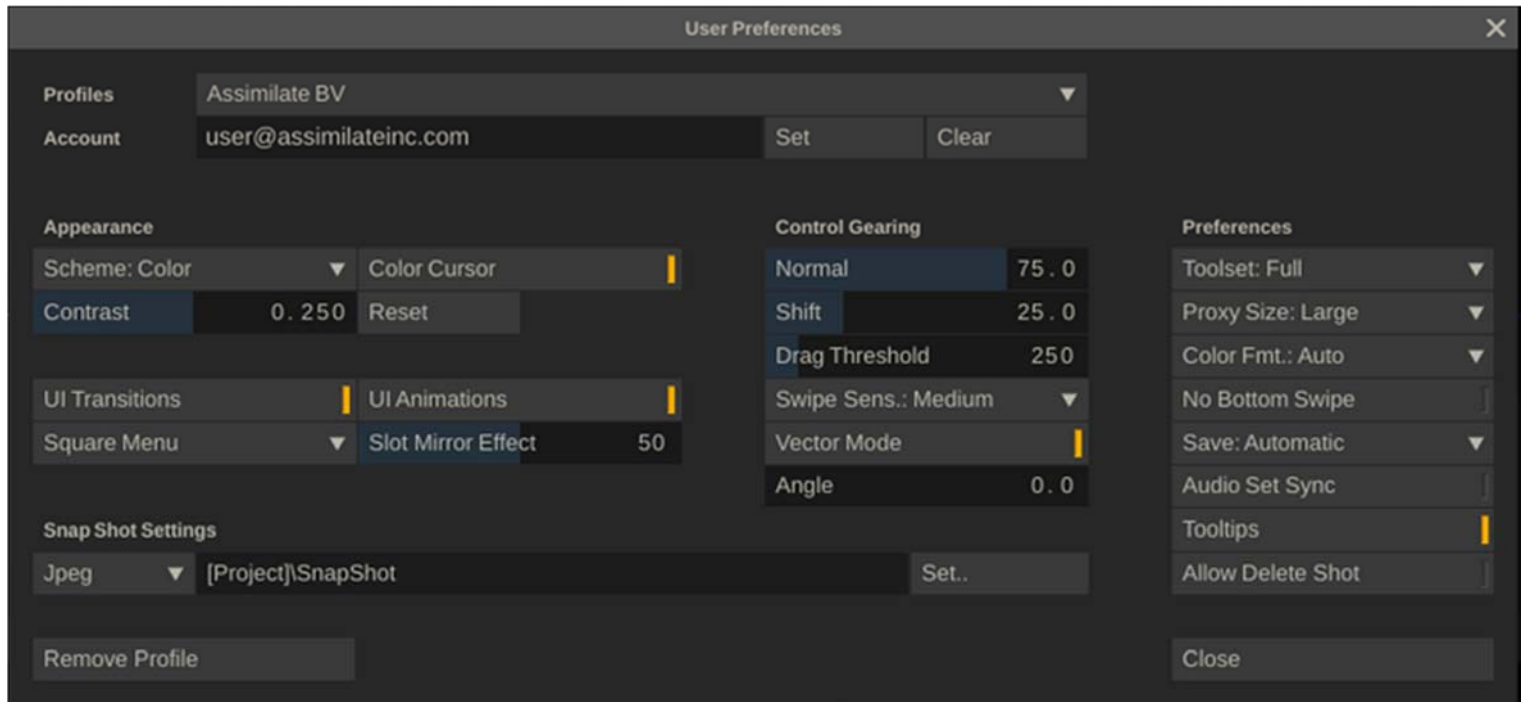 User Preferences
Profiles Assimilate BV
Account user@assimilateinc.com Set Clear
Appearance Control Gearing Preferences
Scheme: Color Color Cursor Normal 75.0 Toolset: Full
Contrast 0.250 Reset Shift 25.0 Proxy Size: Large
Drag Threshold 250 Color Fmt.: Auto
UI Transitions UI Animations Swipe Sens.: Medium No Bottom Swipe
Square Menu Slot Mirror Effect 50 Vector Mode Save: Automatic
Angle 0.0 Audio Set Sync
Snap Shot Settings Tooltips
Jpeg [Project]\SnapShot Set.. Allow Delete Shot
Remove Profile Close